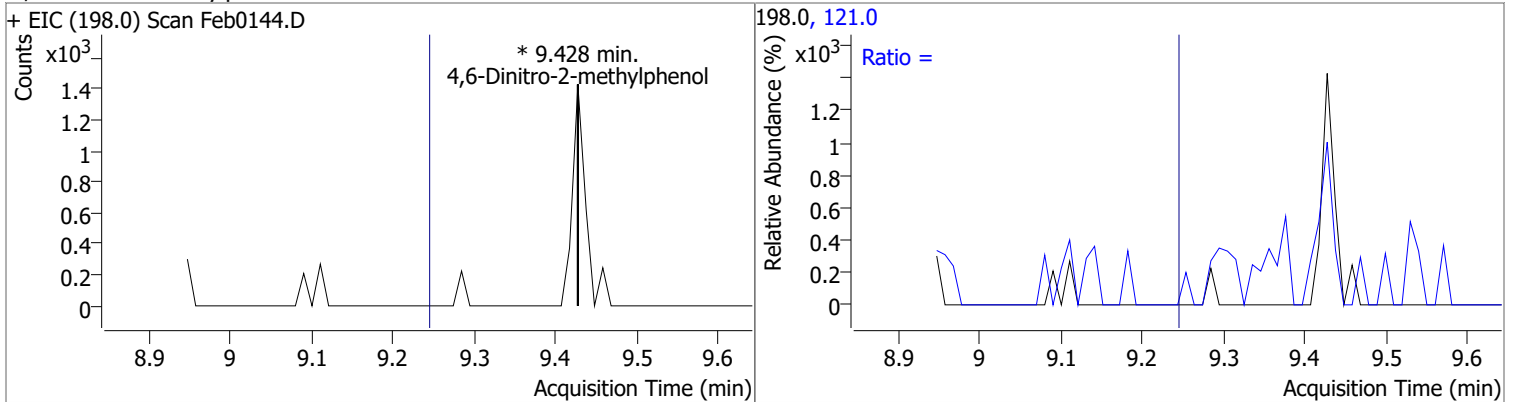 + EIC (198.0) Scan Feb0144.D
Counts
x10³
* 9.428 min.
4,6-Dinitro-2-methylphenol
1.4
1.2
1
0.8
0.6
0.4
0.2
0
8.9 9 9.1 9.2 9.3 9.4 9.5 9.6
Acquisition Time (min)
198.0, 121.0
Relative Abundance (%)
x10³
Ratio =
1.2
1
0.8
0.6
0.4
0.2
0
8.9 9 9.1 9.2 9.3 9.4 9.5 9.6
Acquisition Time (min)